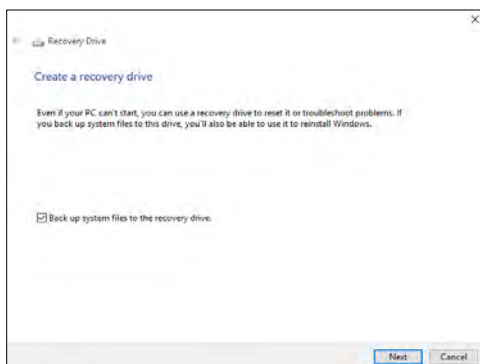 Recovery Drive
Create a recovery drive
Even if your PC can't start, you can use a recovery drive to reset it or troubleshoot problems. If
you back up system files to this drive, you'll also be able to use it to reinstall Windows.
Back up system files to the recovery drive.
Next Cancel